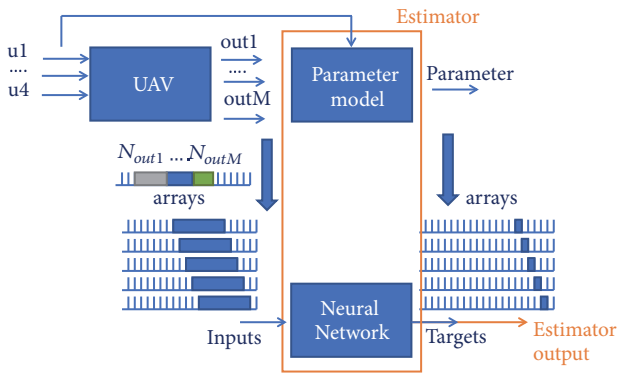 Estimator
u1
....
u4
UAV
out1
....
outM
Parameter
model
Parameter
N_out1 .... N_outM
arrays
arrays
Inputs
Neural
Network
Targets
Estimator
output